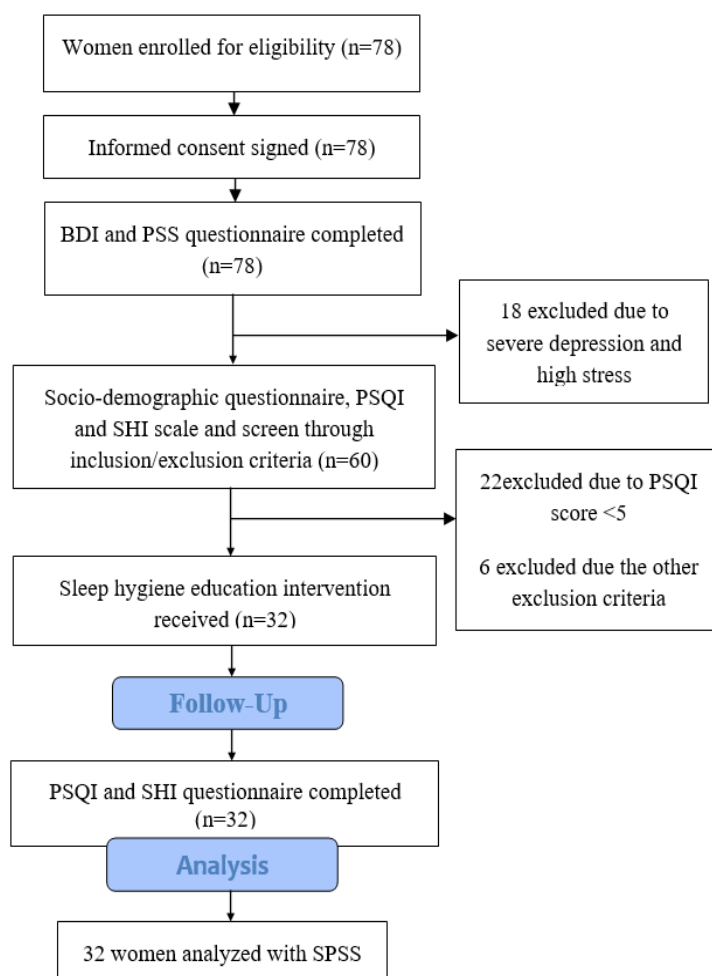 Women enrolled for eligibility (n=78)
Informed consent signed (n=78)
BDI and PSS questionnaire completed
(n=78)
18 excluded due to
severe depression and
high stress
Socio-demographic questionnaire, PSQI
and SHI scale and screen through
inclusion/exclusion criteria (n=60)
22excluded due to PSQI
score <5
6 excluded due the other
exclusion criteria
Sleep hygiene education intervention
received (n=32)
Follow-Up
PSQI and SHI questionnaire completed
(n=32)
Analysis
32 women analyzed with SPSS